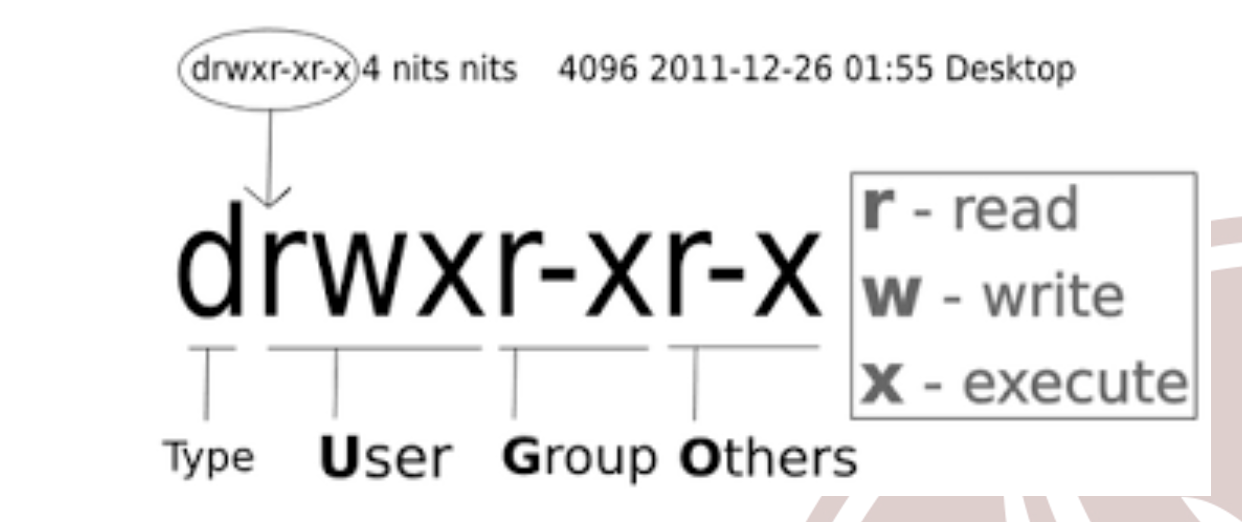 drwxr-xr-x 4 nits nits 4096 2011-12-26 01:55 Desktop
drwxr-xr-x
r - read
w - write
x - execute
Type User Group Others